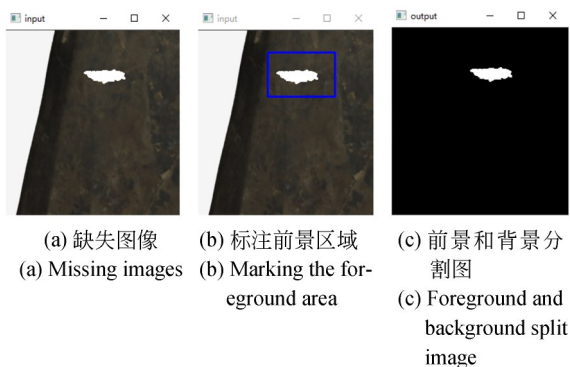 input
input
output
(a) 缺失图像
(a) Missing images
(b) 标注前景区域
(b) Marking the for-
eground area
(c) 前景和背景分
割图
(c) Foreground and
background split
image